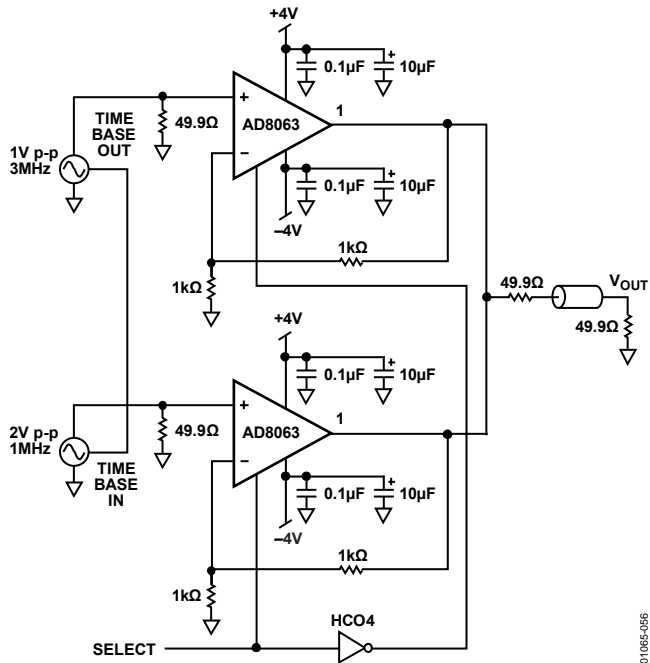 +4V
0.1µF
10µF
+
TIME
BASE
OUT
49.9Ω
+
AD8063
1
1V p-p
3MHz
–
0.1µF
10µF
+
–4V
1kΩ
1kΩ
49.9Ω
VOUT
49.9Ω
+4V
0.1µF
10µF
+
2V p-p
1MHz
49.9Ω
+
AD8063
1
–
TIME
BASE
IN
0.1µF
10µF
+
–4V
1kΩ
1kΩ
HCO4
SELECT
01065-056